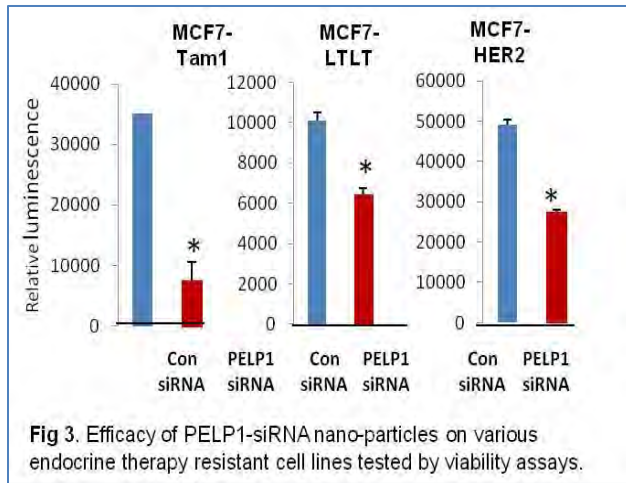 MCF7-
Tam1
MCF7-
LTLT
MCF7-
HER2
Relative luminescence
40000
30000
20000
10000
0
*
12000
10000
8000
6000
4000
2000
0
*
60000
50000
40000
30000
20000
10000
0
*
Con siRNA
PELP1 siRNA
Con siRNA
PELP1 siRNA
Con siRNA
PELP1 siRNA
Fig 3. Efficacy of PELP1-siRNA nano-particles on various
endocrine therapy resistant cell lines tested by viability assays.